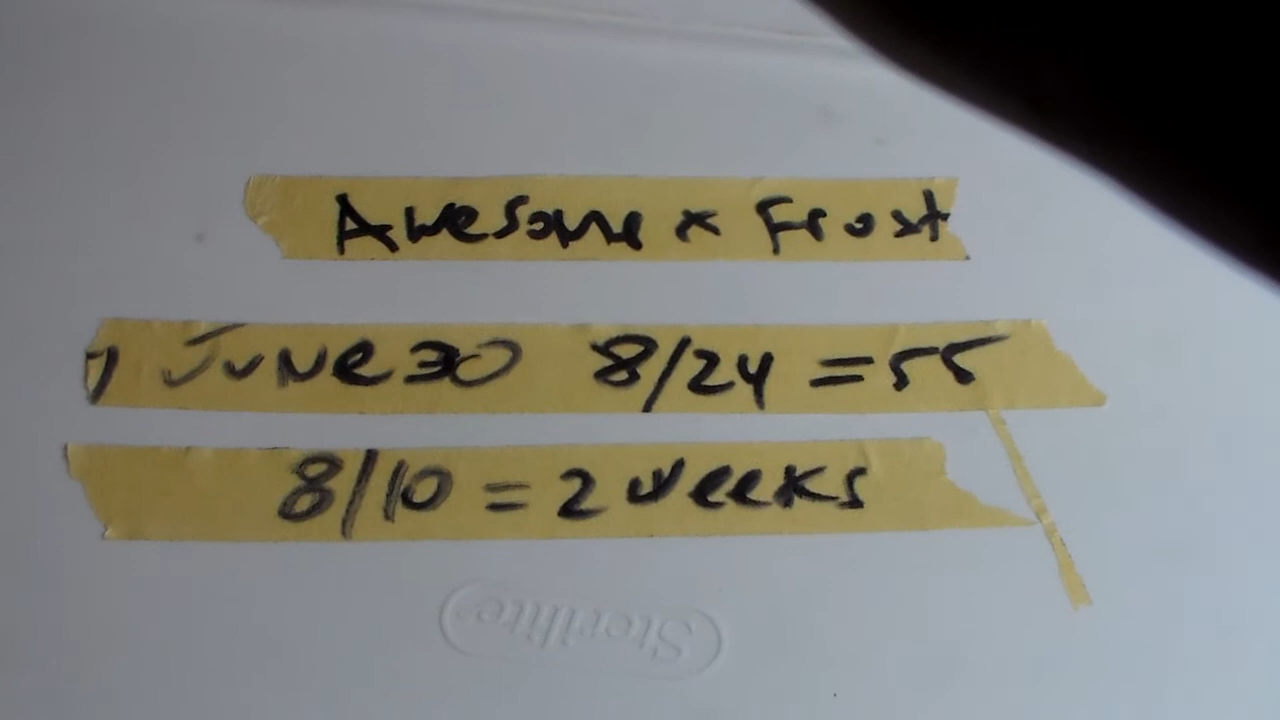 Awesome x Frost
, June 30 8/24 = 55
8/10 = 2 weeks
Sterilite